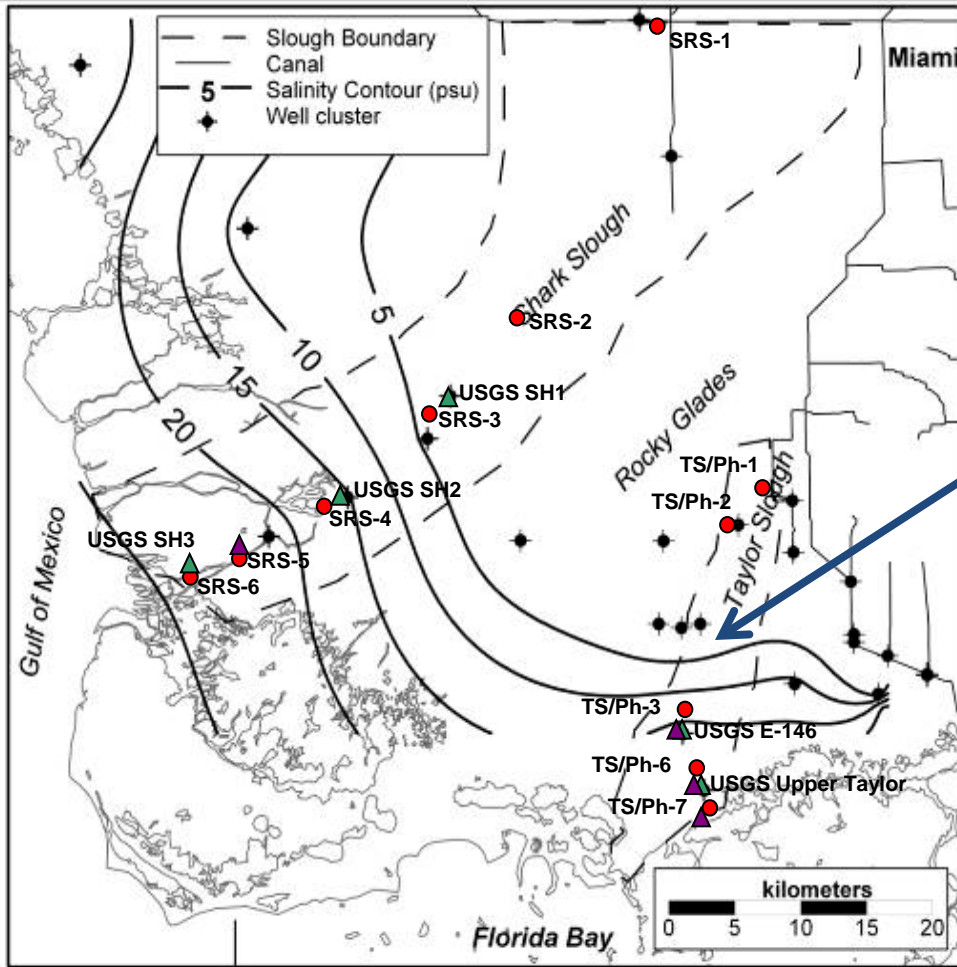 Slough Boundary
Canal
5 Salinity Contour (psu)
Well cluster
SRS-1
Miami
Shark Slough
SRS-2
5
10
15
20
USGS SH1
SRS-3
Rocky Glades
TS/Ph-1
TS/Ph-2
Taylor Slough
USGS SH2
SRS-4
USGS SH3
SRS-5
SRS-6
Gulf of Mexico
TS/Ph-3
USGS E-146
TS/Ph-6
USGS Upper Taylor
TS/Ph-7
kilometers
0 5 10 15 20
Florida Bay